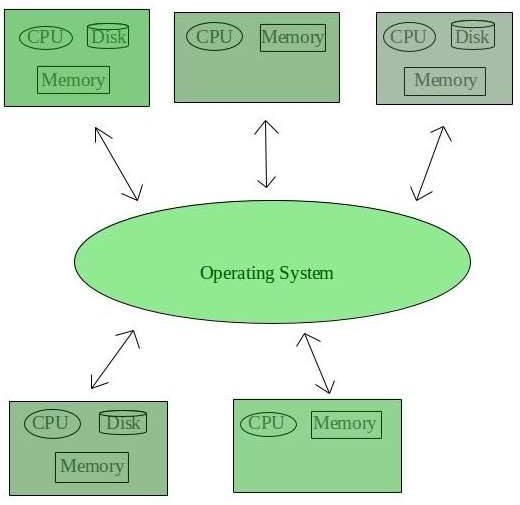 CPU Disk
Memory
CPU Memory
CPU Disk
Memory
Operating System
CPU Disk
Memory
CPU Memory